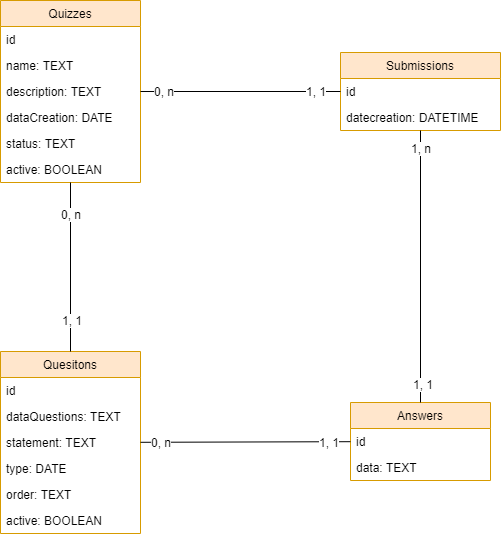 Quizzes
id
name: TEXT
description: TEXT
dataCreation: DATE
status: TEXT
active: BOOLEAN
0, n
1, 1
Submissions
id
datecreation: DATETIME
1, n
0, n
1, 1
1, 1
Quesitons
id
dataQuestions: TEXT
statement: TEXT
type: DATE
order: TEXT
active: BOOLEAN
0, n
1, 1
Answers
id
data: TEXT